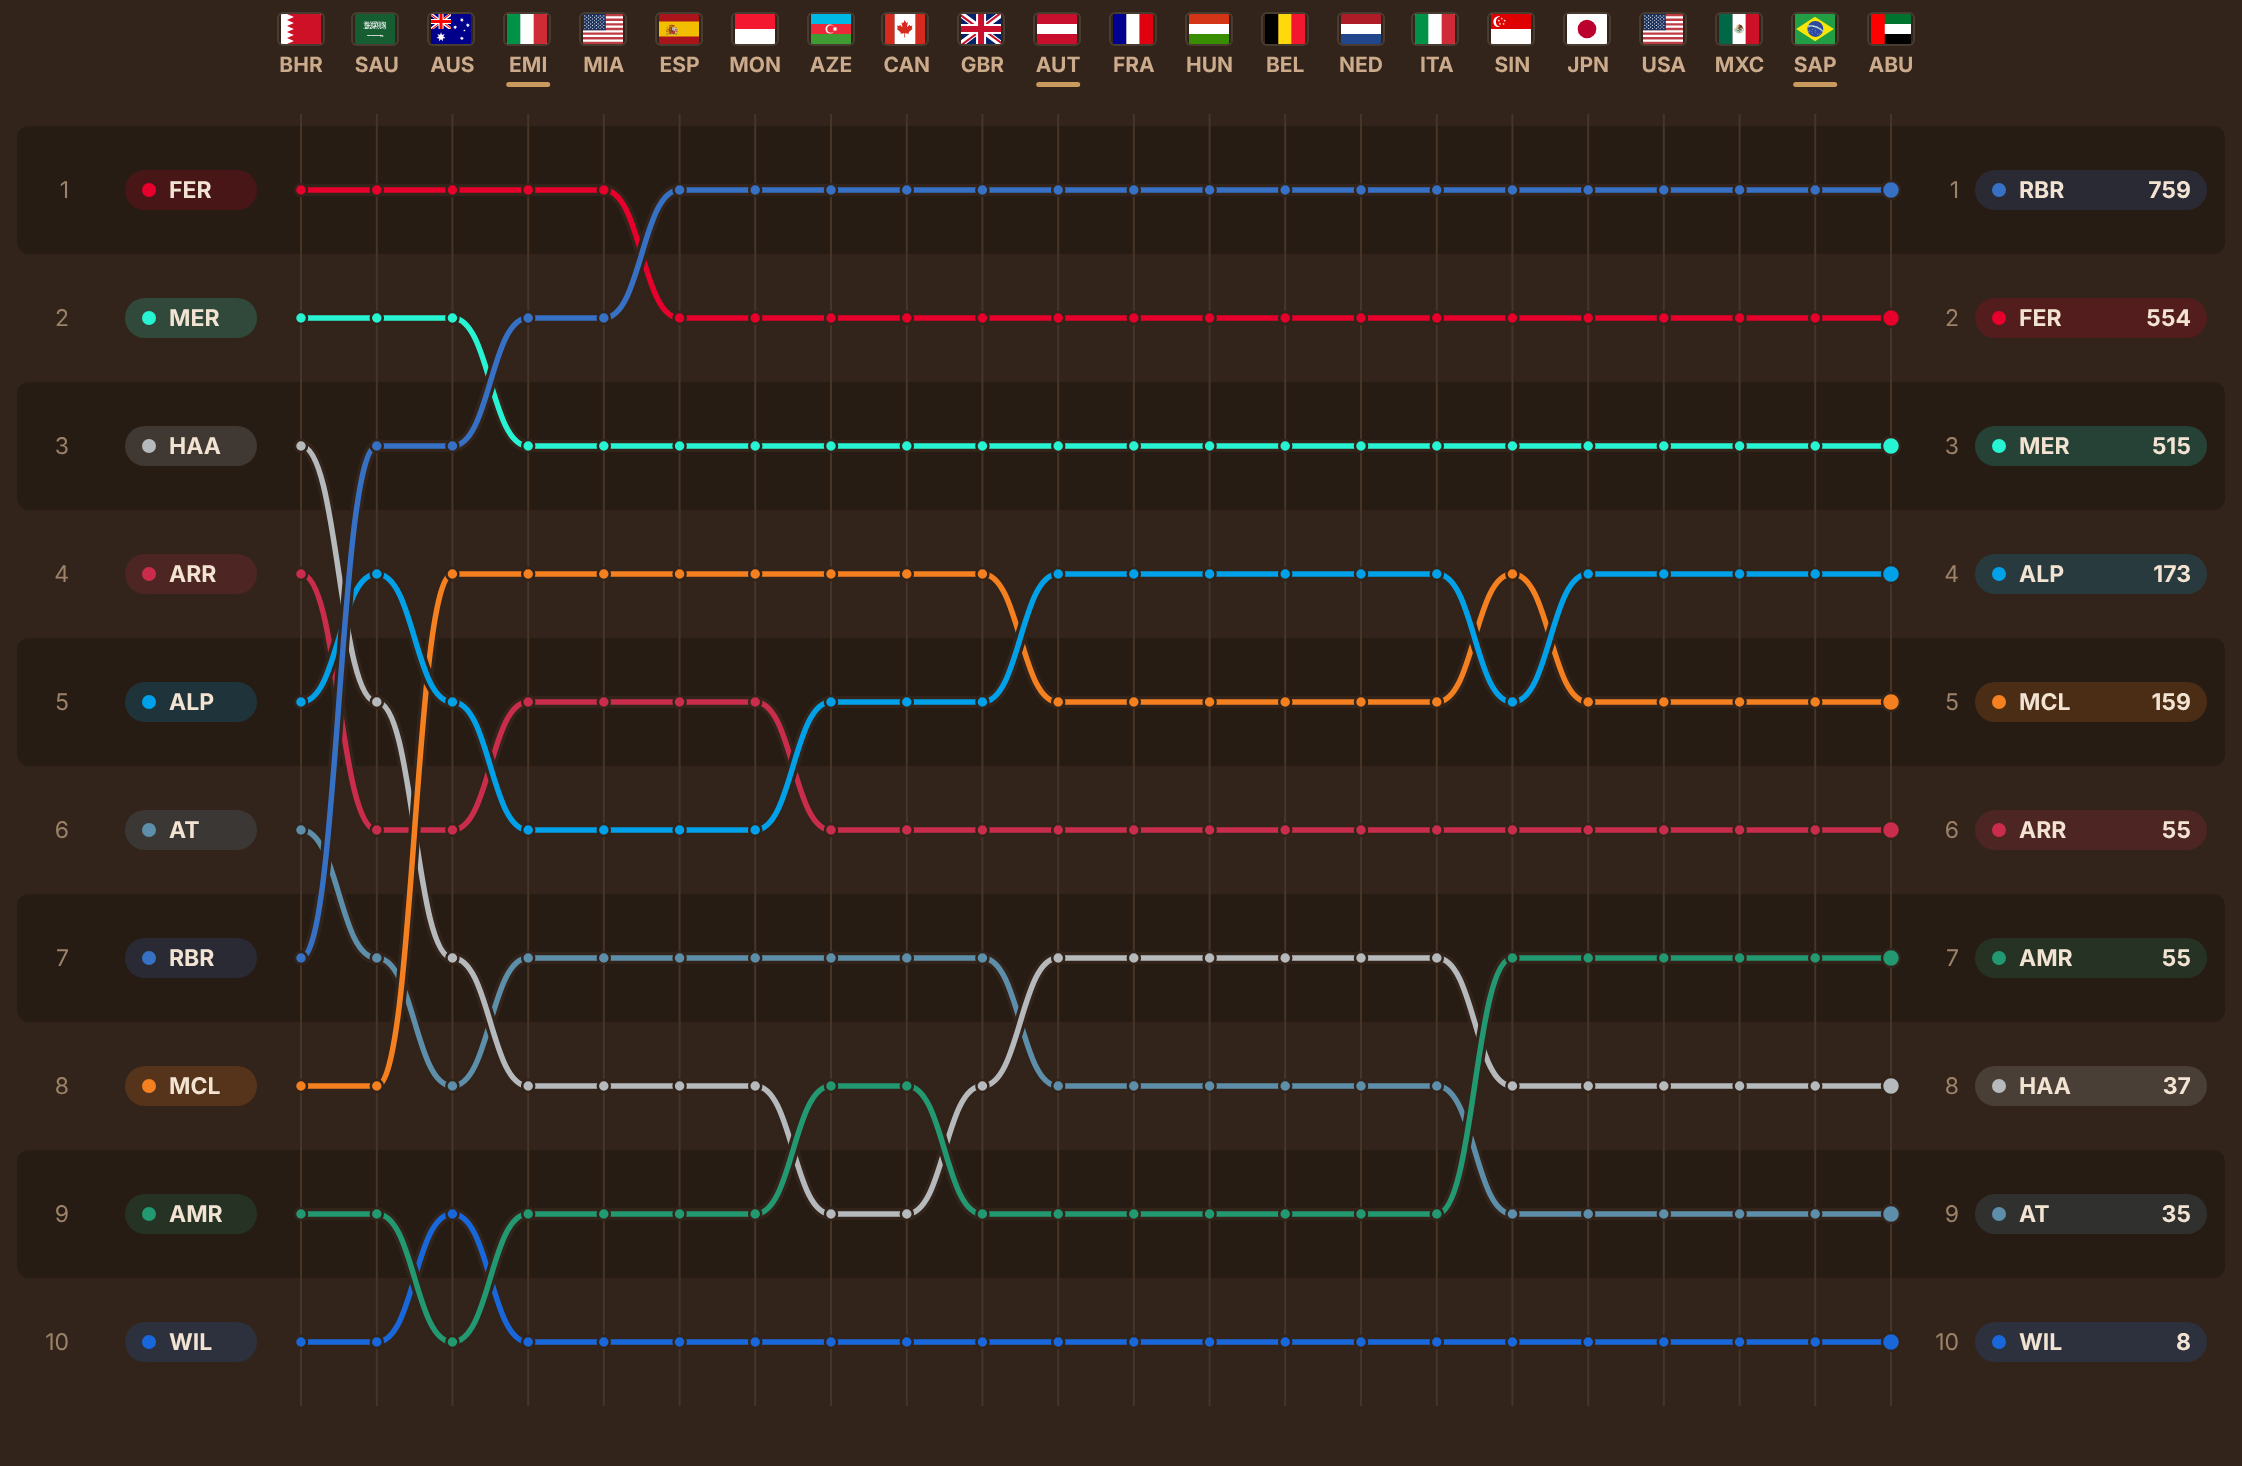 BHR SAU AUS EMI MIA ESP MON AZE CAN GBR AUT FRA HUN BEL NED ITA SIN JPN USA MXC SAP ABU
1 FER 1 RBR 759
2 MER 2 FER 554
3 HAA 3 MER 515
4 ARR 4 ALP 173
5 ALP 5 MCL 159
6 AT 6 ARR 55
7 RBR 7 AMR 55
8 MCL 8 HAA 37
9 AMR 9 AT 35
10 WIL 10 WIL 8